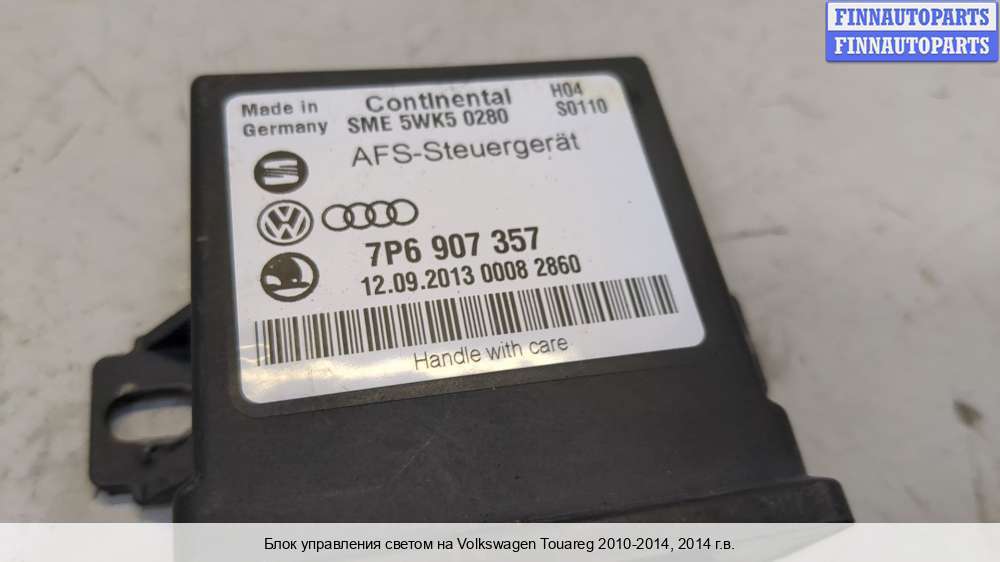 FINNAUTOPARTS
FINNAUTOPARTS
Made in
Germany
Continental
SME 5WK5 0280
H04
S0110
AFS-Steuergerät
7P6 907 357
12.09.2013 0008 2860
Handle with care
Блок управления светом на Volkswagen Touareg 2010-2014, 2014 г.в.